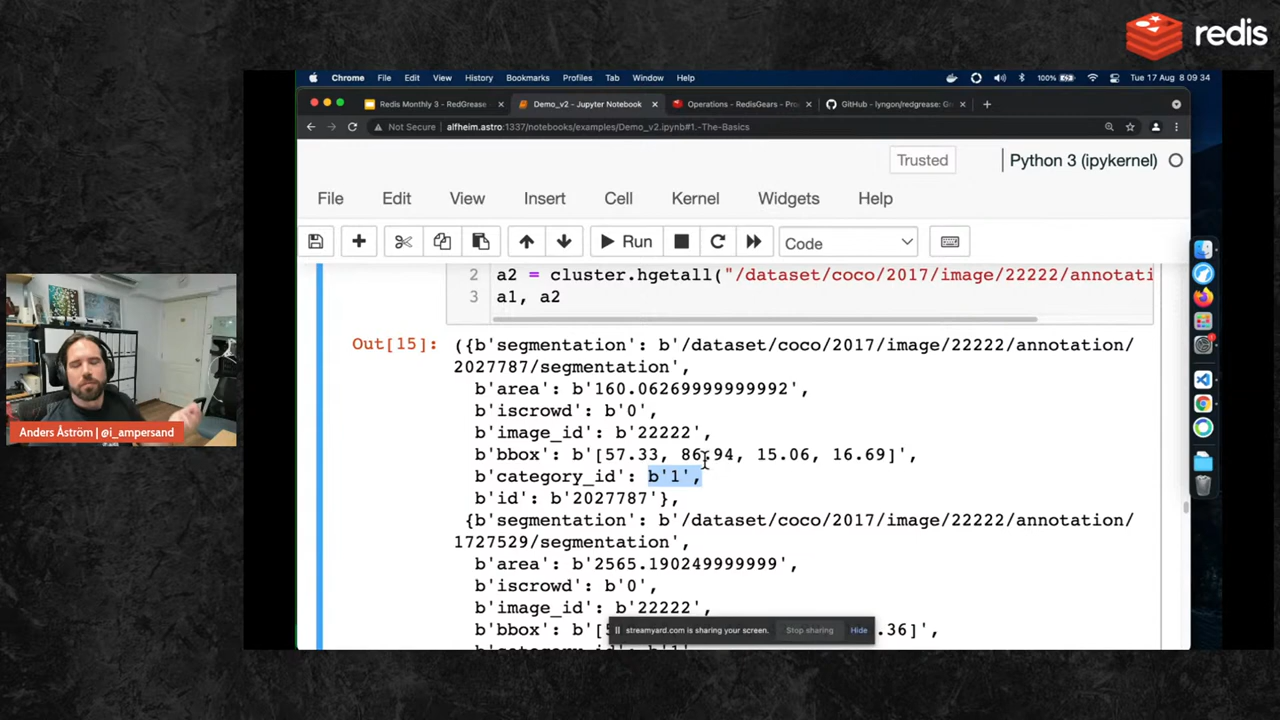 redis
Chrome File Edit View History Bookmarks Profiles Tab Window Help
100% Tue 17 Aug 8 09 34
Redis Monthly 3 - RedGrease -
Demo_v2 - Jupyter Notebook
Operations - RedisGears - Pro
GitHub - lyngon/redgrease: Gr
Not Secure | alfheim.astro:1337/notebooks/examples/Demo_v2.ipynb#1.-The-Basics
Trusted
Python 3 (ipykernel)
File Edit View Insert Cell Kernel Widgets Help
Run
Code
2 a2 = cluster.hgetall("/dataset/coco/2017/image/22222/annotati
3 a1, a2
Out[15]: ({b'segmentation': b'/dataset/coco/2017/image/22222/annotation/
2027787/segmentation',
b'area': b'160.06269999999992',
b'iscrowd': b'0',
b'image_id': b'22222',
b'bbox': b'[57.33, 86.94, 15.06, 16.69]',
b'category_id': b'1',
b'id': b'2027787'},
{b'segmentation': b'/dataset/coco/2017/image/22222/annotation/
1727529/segmentation',
b'area': b'2565.190249999999',
b'iscrowd': b'0',
b'image_id': b'22222',
b'bbox': b'[5 .36]',
streamyard.com is sharing your screen. Stop sharing Hide
Anders Åström | @i_ampersand